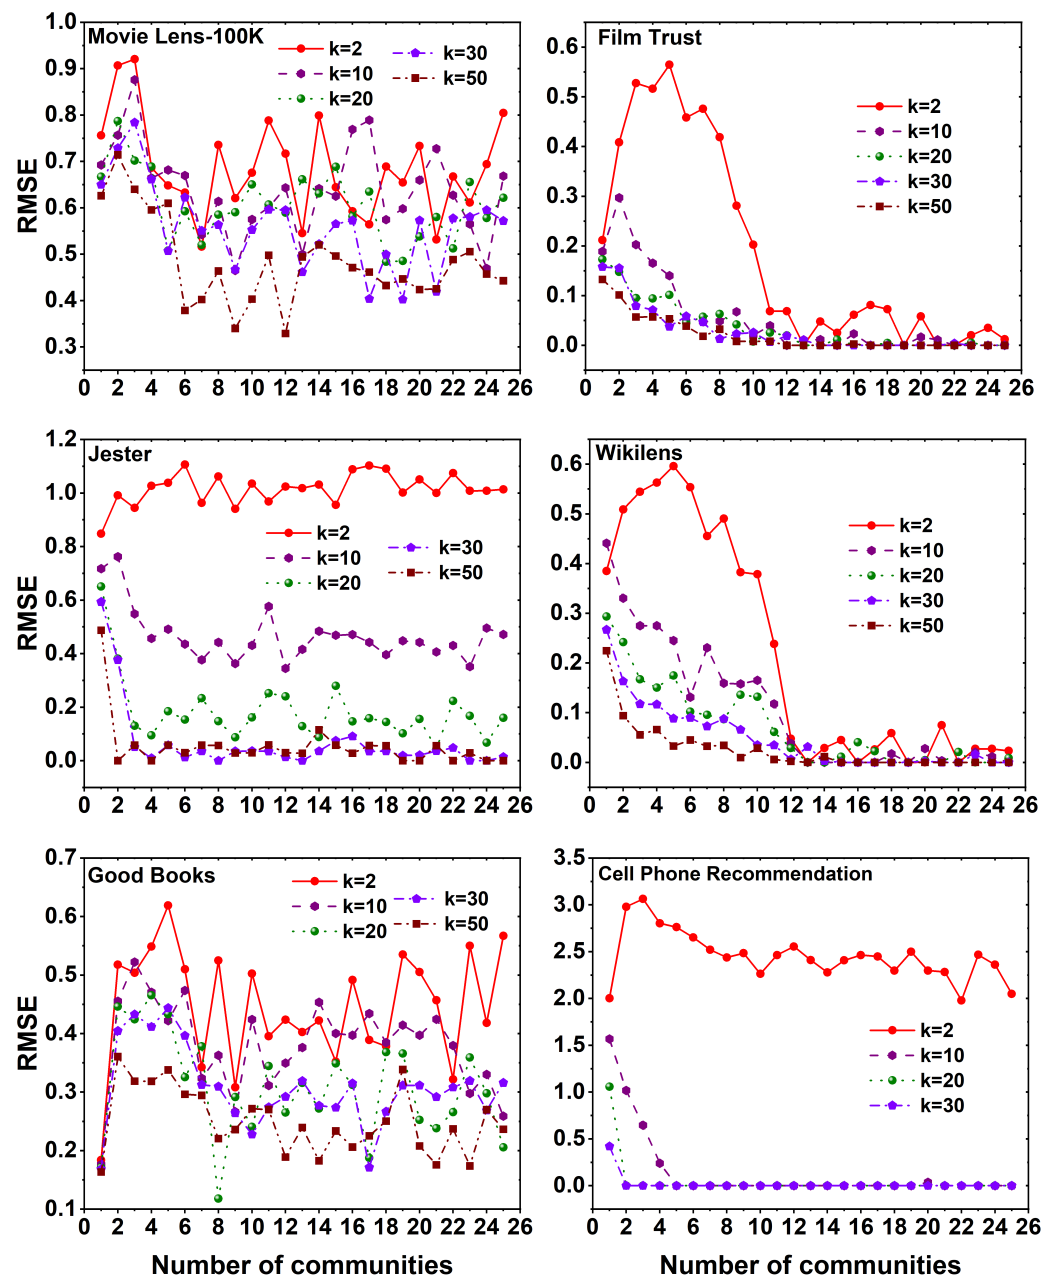 Movie Lens-100K
k=2
k=10
k=20
k=30
k=50
RMSE
1.0
0.9
0.8
0.7
0.6
0.5
0.4
0.3
0 2 4 6 8 10 12 14 16 18 20 22 24 26
Film Trust
k=2
k=10
k=20
k=30
k=50
0.6
0.5
0.4
0.3
0.2
0.1
0.0
0 2 4 6 8 10 12 14 16 18 20 22 24 26
Jester
k=2
k=10
k=20
k=30
k=50
RMSE
1.2
1.0
0.8
0.6
0.4
0.2
0.0
0 2 4 6 8 10 12 14 16 18 20 22 24 26
Wikilens
k=2
k=10
k=20
k=30
k=50
0.6
0.5
0.4
0.3
0.2
0.1
0.0
0 2 4 6 8 10 12 14 16 18 20 22 24 26
Good Books
k=2
k=10
k=20
k=30
k=50
RMSE
0.7
0.6
0.5
0.4
0.3
0.2
0.1
0 2 4 6 8 10 12 14 16 18 20 22 24 26
Number of communities
Cell Phone Recommendation
k=2
k=10
k=20
k=30
3.5
3.0
2.5
2.0
1.5
1.0
0.5
0.0
0 2 4 6 8 10 12 14 16 18 20 22 24 26
Number of communities